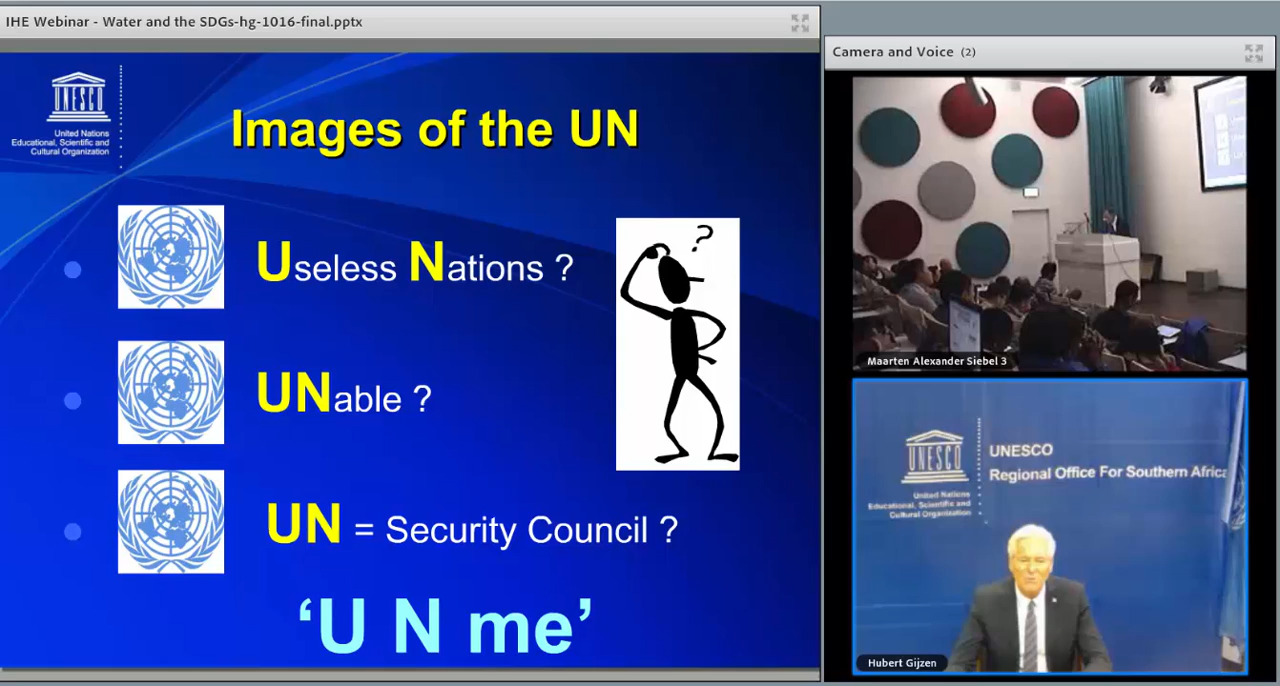 IHE Webinar - Water and the SDGs-hg-1016-final.pptx
UNESCO
United Nations
Educational, Scientific and
Cultural Organization
Images of the UN
Useless Nations ?
?
UNable ?
UN = Security Council ?
‘U N me’
Camera and Voice (2)
Maarten Alexander Siebel 3
UNESCO
United Nations
Educational, Scientific and
Cultural Organization
UNESCO
Regional Office For Southern Africa
Hubert Gijzen